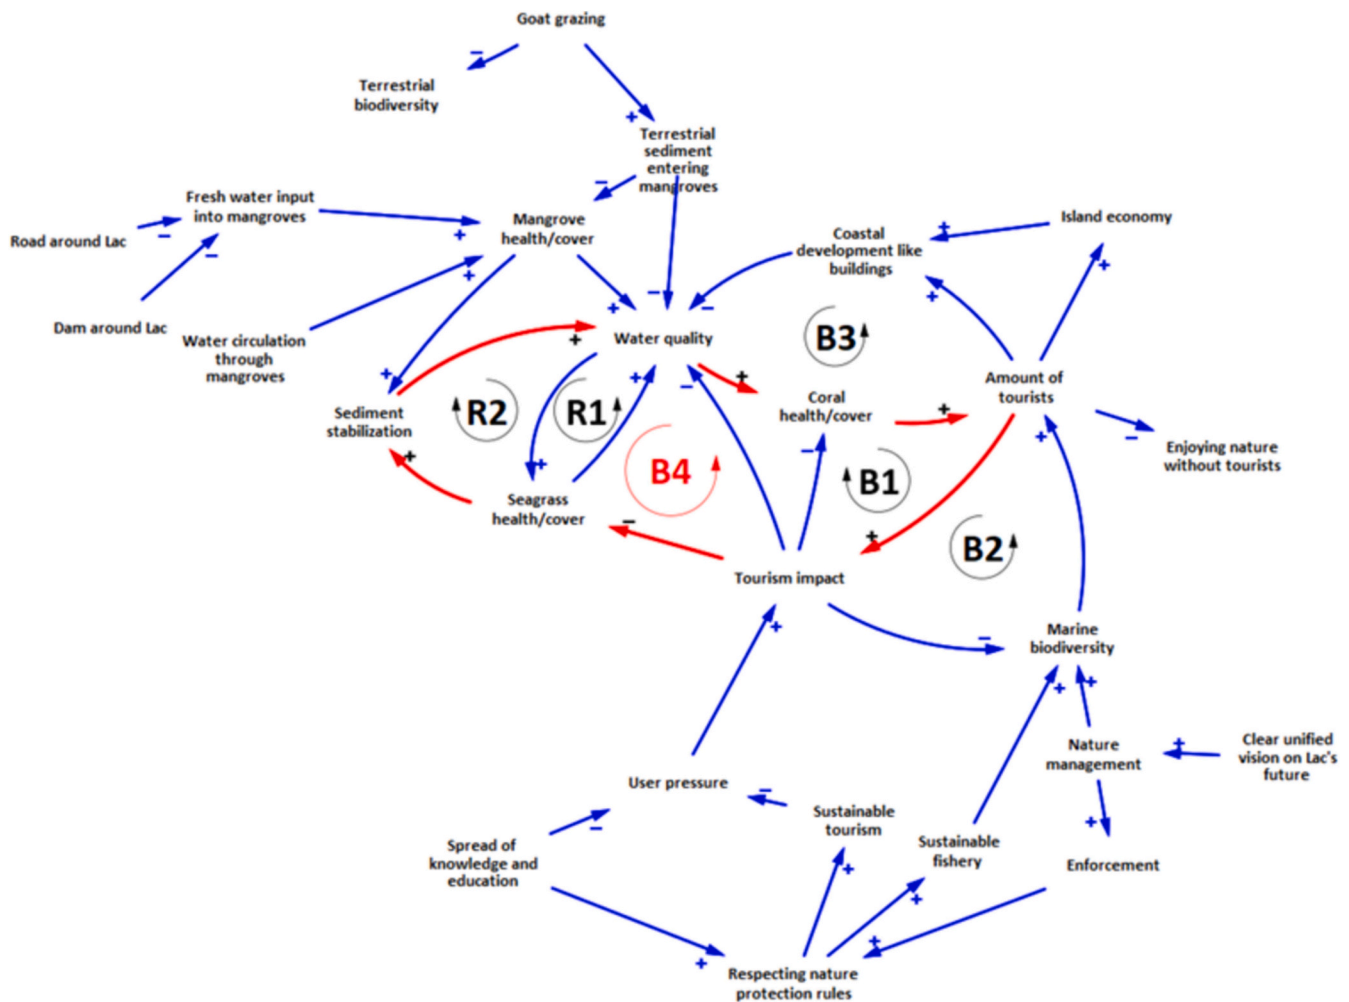 Goat grazing
−
Terrestrial
biodiversity
+
Terrestrial
sediment
entering
mangroves
−
Fresh water input
into mangroves
Road around Lac
−
−
Dam around Lac
Mangrove
health/cover
+
+
Water circulation
through
mangroves
Island economy
+
Coastal
development like
buildings
+
+
−
−
+
Water quality
+
B3
Amount of
tourists
+
Coral
health/cover
+
+
−
+
Sediment
stabilization
R2
R1
−
B1
+
−
Enjoying nature
without tourists
+
+
B4
Seagrass
health/cover
−
+
B2
Tourism impact
+
−
Marine
biodiversity
+
+
Nature
management
+
Clear unified
vision on Lac's
future
User pressure
−
Sustainable
tourism
−
+
Spread of
knowledge and
education
Sustainable
fishery
+
+
Enforcement
+
+
Respecting nature
protection rules